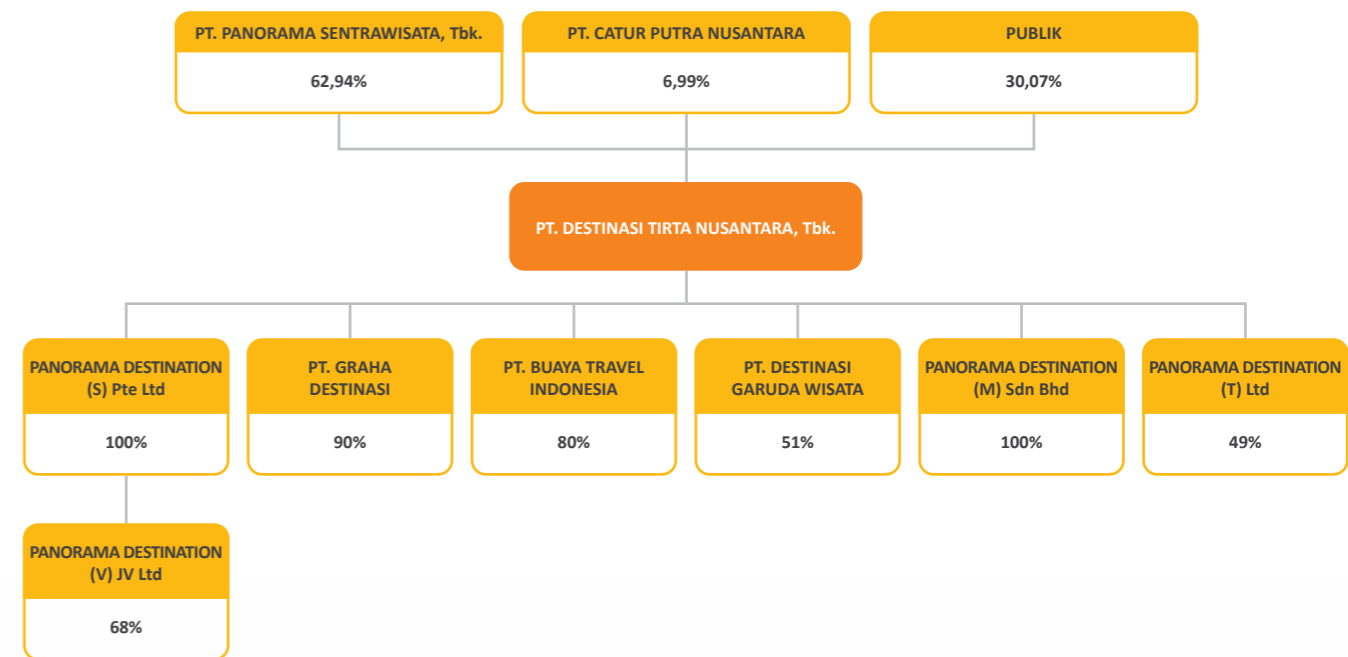 PT. PANORAMA SENTRAWISATA, Tbk.
62,94%
PT. CATUR PUTRA NUSANTARA
6,99%
PUBLIK
30,07%
PT. DESTINASI TIRTA NUSANTARA, Tbk.
PANORAMA DESTINATION
(S) Pte Ltd
100%
PT. GRAHA
DESTINASI
90%
PT. BUAYA TRAVEL
INDONESIA
80%
PT. DESTINASI
GARUDA WISATA
51%
PANORAMA DESTINATION
(M) Sdn Bhd
100%
PANORAMA DESTINATION
(T) Ltd
49%
PANORAMA DESTINATION
(V) JV Ltd
68%